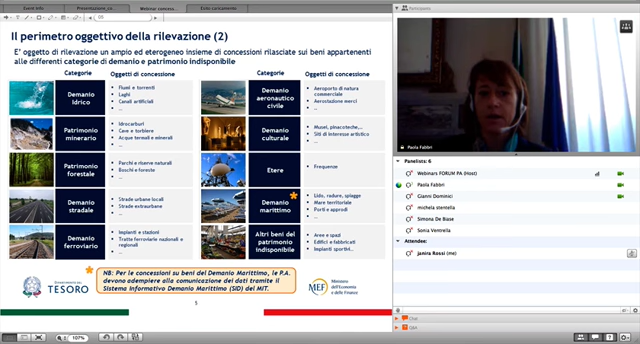 Event Info
Presentazione_co
Webinar concess...
Esito caricamento
05
Il perimetro oggettivo della rilevazione (2)
E' oggetto di rilevazione un ampio ed eterogeneo insieme di concessioni rilasciate sui beni appartenenti
alle differenti categorie di demanio e patrimonio indisponibile
Categorie
Oggetti di concessione
Demanio idrico
Fiumi e torrenti
Laghi
Canali artificiali
...
Patrimonio minerario
Idrocarburi
Cave e torbiere
Acque termali e minerali
...
Patrimonio forestale
Parchi e riserve naturali
Boschi e foreste
...
Demanio stradale
Strade urbane locali
Strade extraurbane
...
Demanio ferroviario
Impianti e stazioni
Tratte ferroviarie nazionali e
regionali
...
Categorie
Oggetti di concessione
Demanio aeronautico civile
Aeroporto di natura
commerciale
Aerostazione merci
...
Demanio culturale
Musei, pinacoteche,..
Siti di interesse artistico
...
Etere
Frequenze
Demanio marittimo
Lido, radure, spiagge
Mare territoriale
Porti e approdi
...
Altri beni del patrimonio indisponibile
Aree e spazi
Edifici e fabbricati
Impianti sportivi..
NB: Per le concessioni su beni del Demanio Marittimo, le P.A.
devono adempiere alla comunicazione dei dati tramite il
Sistema Informativo Demanio Marittimo (SID) del MIT.
TESORO
MEF
Ministero
dell'Economia
e delle Finanze
5
107%
Participants
Paola Fabbri
Panelists: 6
Webinars FORUM PA (Host)
Paola Fabbri
Gianni Dominici
michela stentella
Simona De Biase
Sonia Ventrella
Attendee:
Janira Rossi (me)
Chat
Q&A